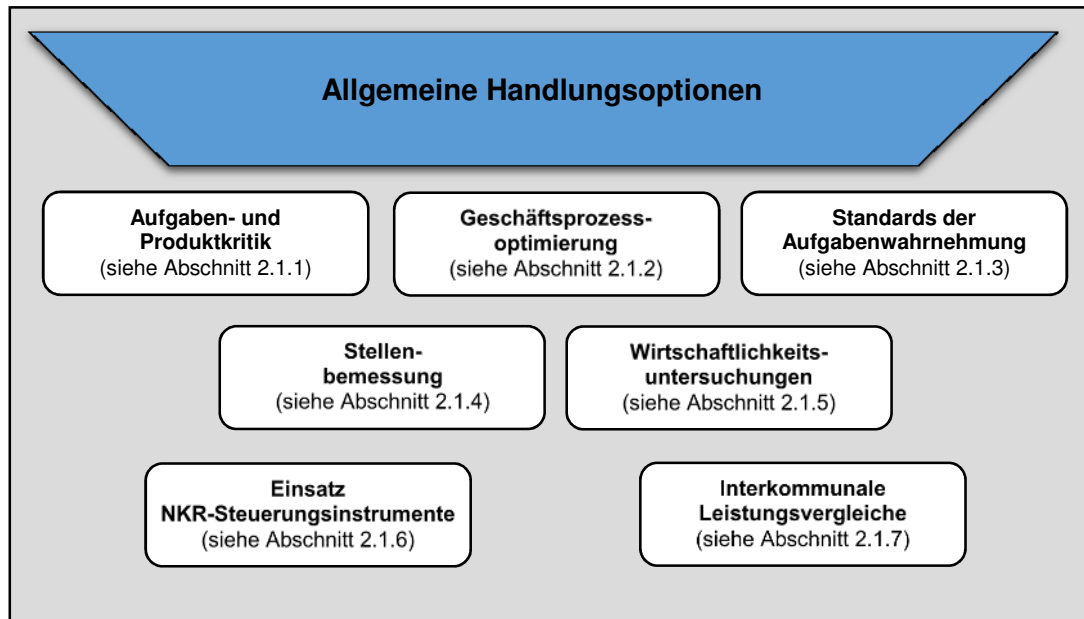 Allgemeine Handlungsoptionen
Aufgaben- und
Produktkritik
(siehe Abschnitt 2.1.1)
Geschäftsprozess-
optimierung
(siehe Abschnitt 2.1.2)
Standards der
Aufgabenwahrnehmung
(siehe Abschnitt 2.1.3)
Stellen-
bemessung
(siehe Abschnitt 2.1.4)
Wirtschaftlichkeits-
untersuchungen
(siehe Abschnitt 2.1.5)
Einsatz
NKR-Steuerungsinstrumente
(siehe Abschnitt 2.1.6)
Interkommunale
Leistungsvergleiche
(siehe Abschnitt 2.1.7)